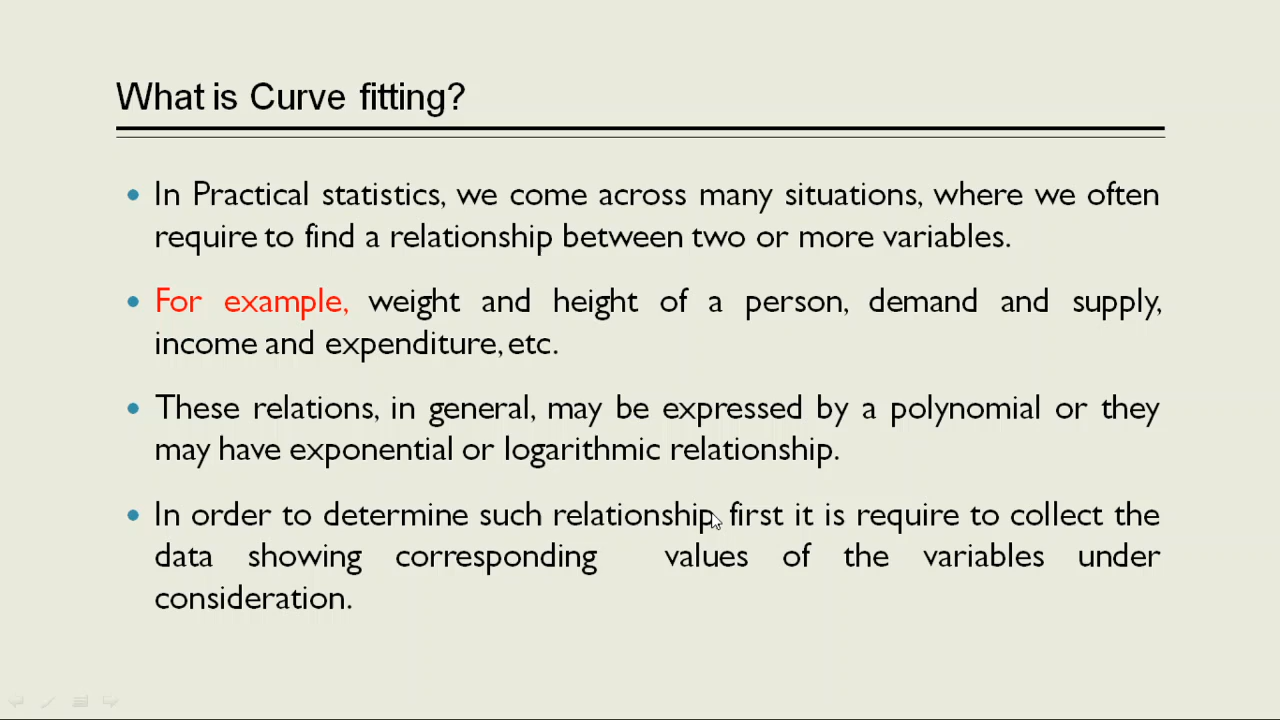 What is Curve fitting?
• In Practical statistics, we come across many situations, where we often
require to find a relationship between two or more variables.
• For example, weight and height of a person, demand and supply,
income and expenditure, etc.
• These relations, in general, may be expressed by a polynomial or they
may have exponential or logarithmic relationship.
• In order to determine such relationship, first it is require to collect the
data showing corresponding values of the variables under
consideration.